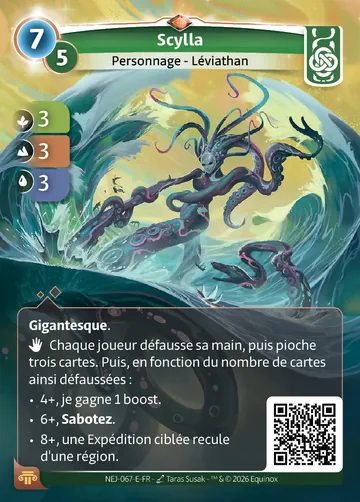 7
5
Scylla
Personnage - Léviathan
3
3
3
Gigantesque.
Chaque joueur défausse sa main, puis pioche
trois cartes. Puis, en fonction du nombre de cartes
ainsi défaussées :
• 4+, je gagne 1 boost.
• 6+, Sabotez.
• 8+, une Expédition ciblée recule
d'une région.
NEJ-067-E-FR - Taras Susak - ™ & © 2026 Equinox